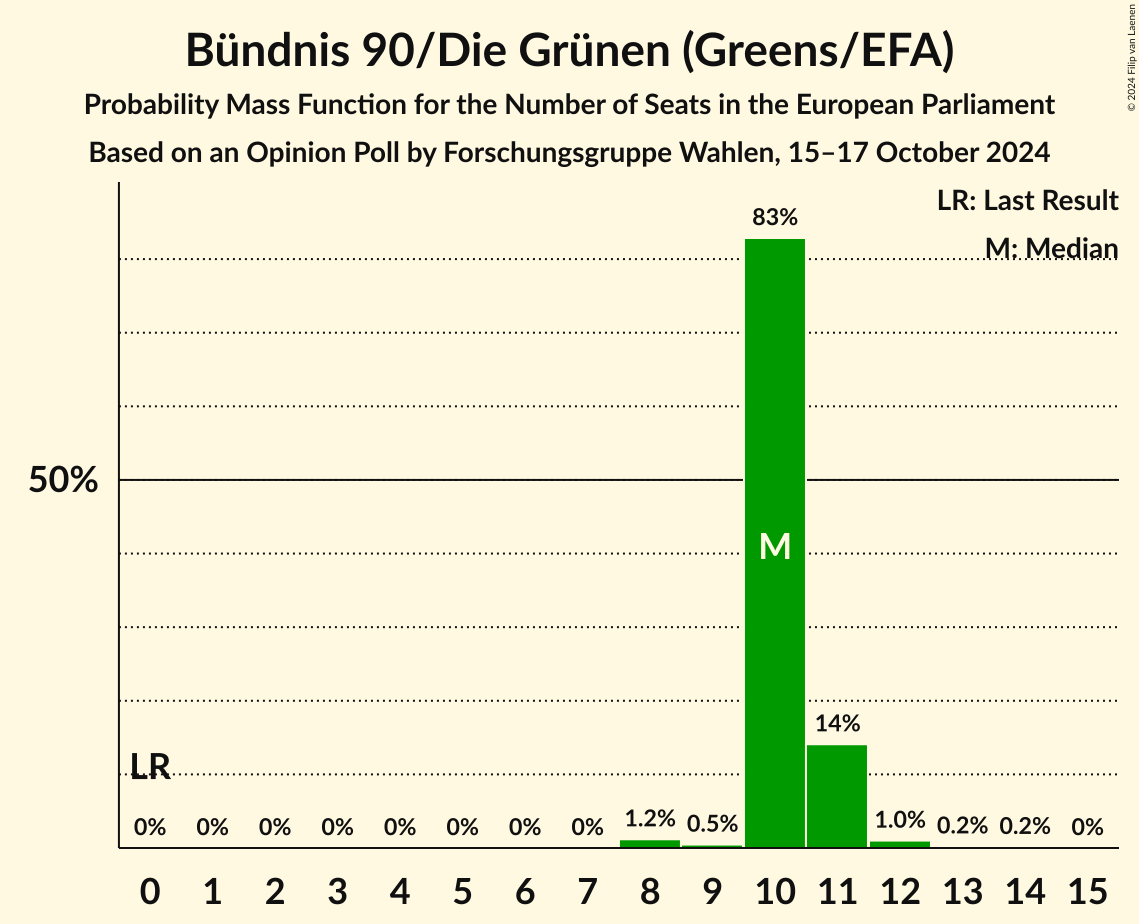 Bündnis 90/Die Grünen (Greens/EFA)
Probability Mass Function for the Number of Seats in the European Parliament
Based on an Opinion Poll by Forschungsgruppe Wahlen, 15–17 October 2024
© 2024 Filip van Laenen
LR: Last Result
M: Median
83%
50%
M
14%
LR
0% 0% 0% 0% 0% 0% 0% 0% 1.2% 0.5% 1.0% 0.2% 0.2% 0%
0 1 2 3 4 5 6 7 8 9 10 11 12 13 14 15